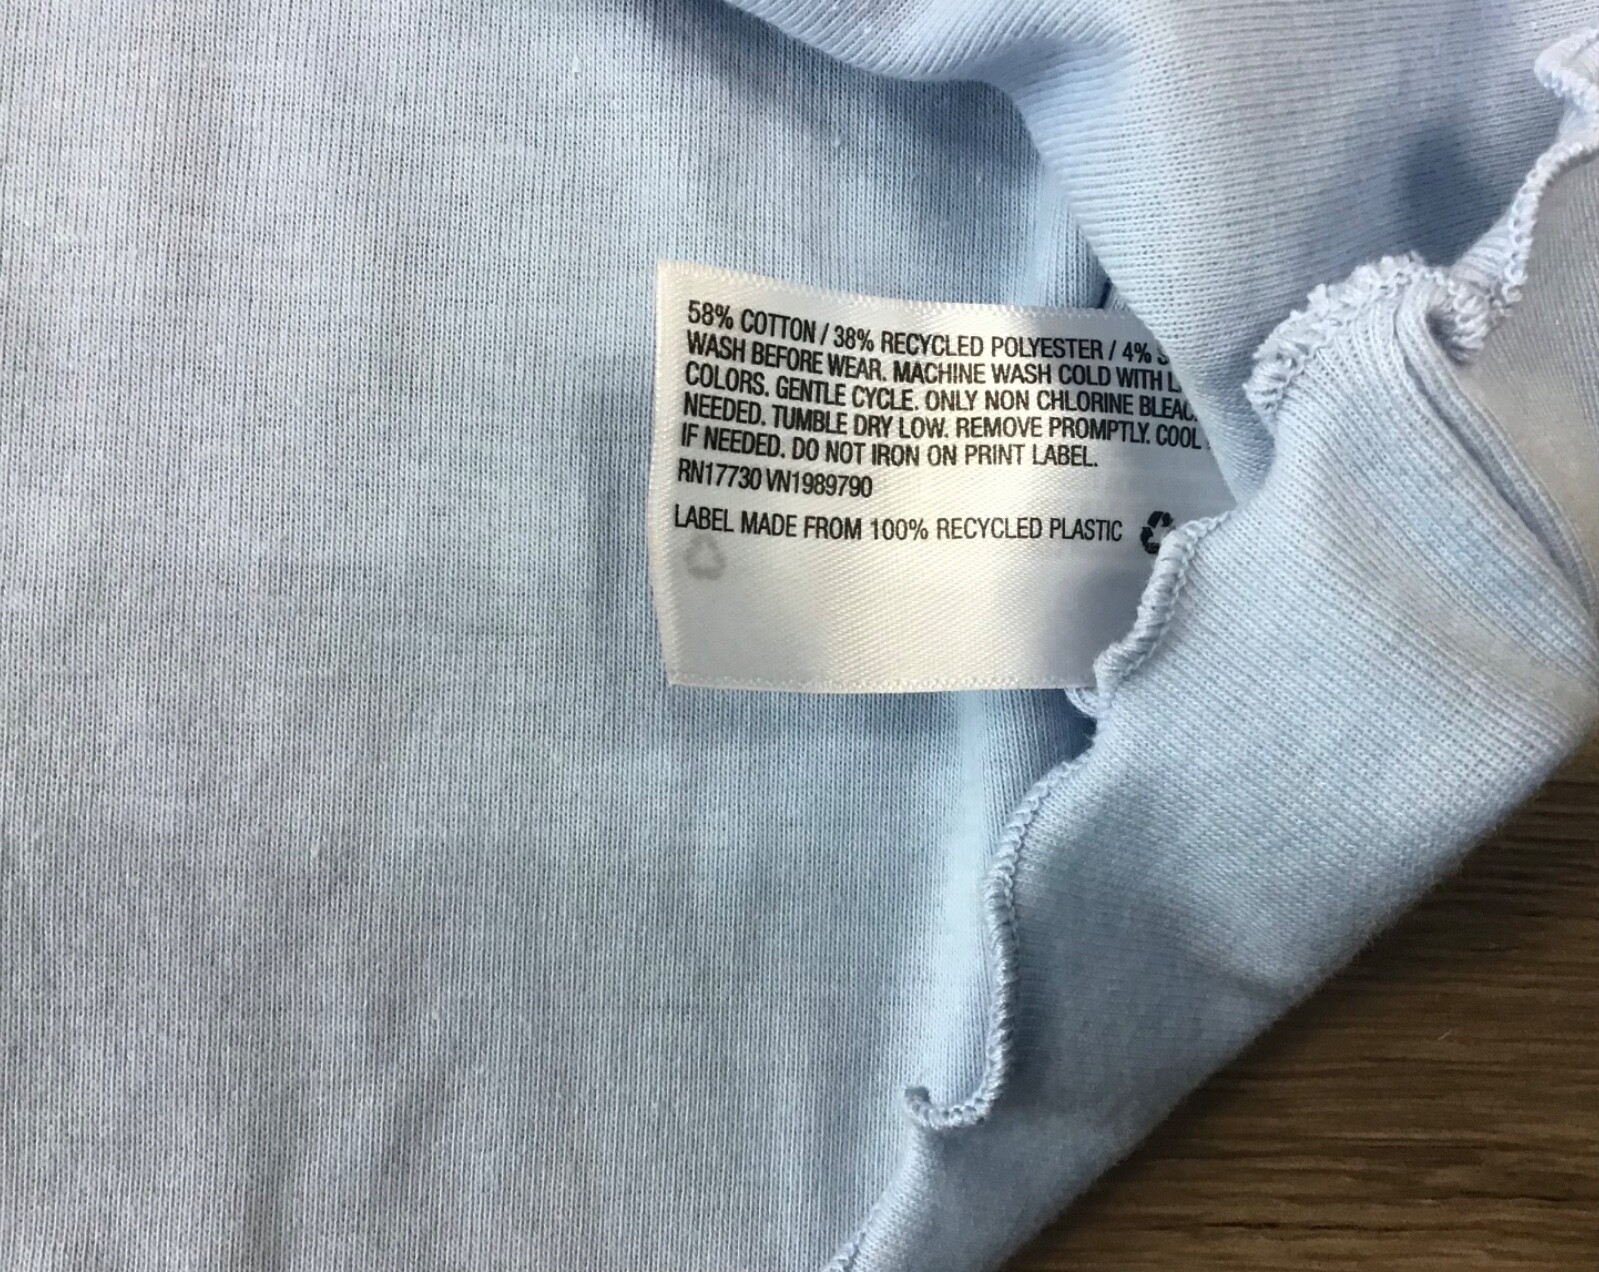 58% COTTON / 38% RECYCLED POLYESTER / 4%
WASH BEFORE WEAR. MACHINE WASH COLD WITH
COLORS. GENTLE CYCLE. ONLY NON CHLORINE
NEEDED. TUMBLE DRY LOW. REMOVE PROMPTLY. COOL
IF NEEDED. DO NOT IRON ON PRINT LABEL.
RN17730 VN1989790
LABEL MADE FROM 100% RECYCLED PLASTIC